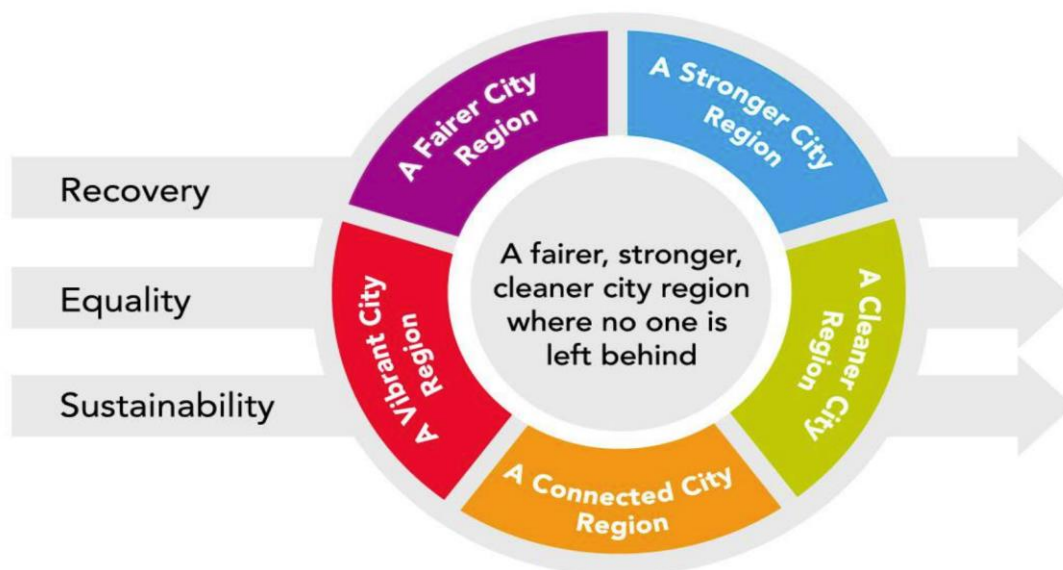 Recovery
Equality
Sustainability
A Fairer City
Region
A Stronger City
Region
A Cleaner City
Region
A Connected City
Region
A Vibrant City
Region
A fairer, stronger,
cleaner city region
where no one is
left behind